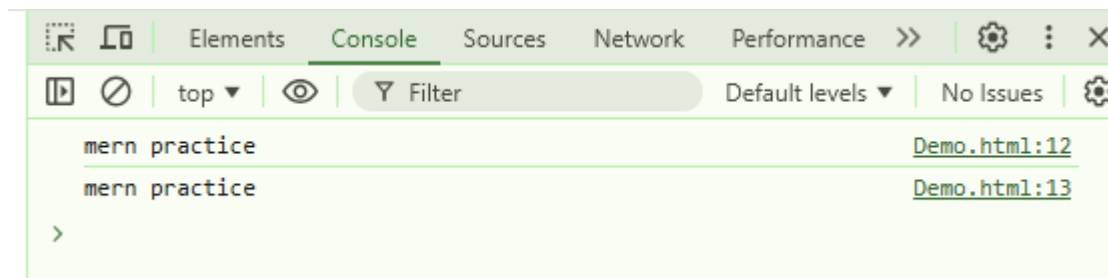 Elements Console Sources Network Performance
top Filter Default levels No Issues
mern practice Demo.html:12
mern practice Demo.html:13